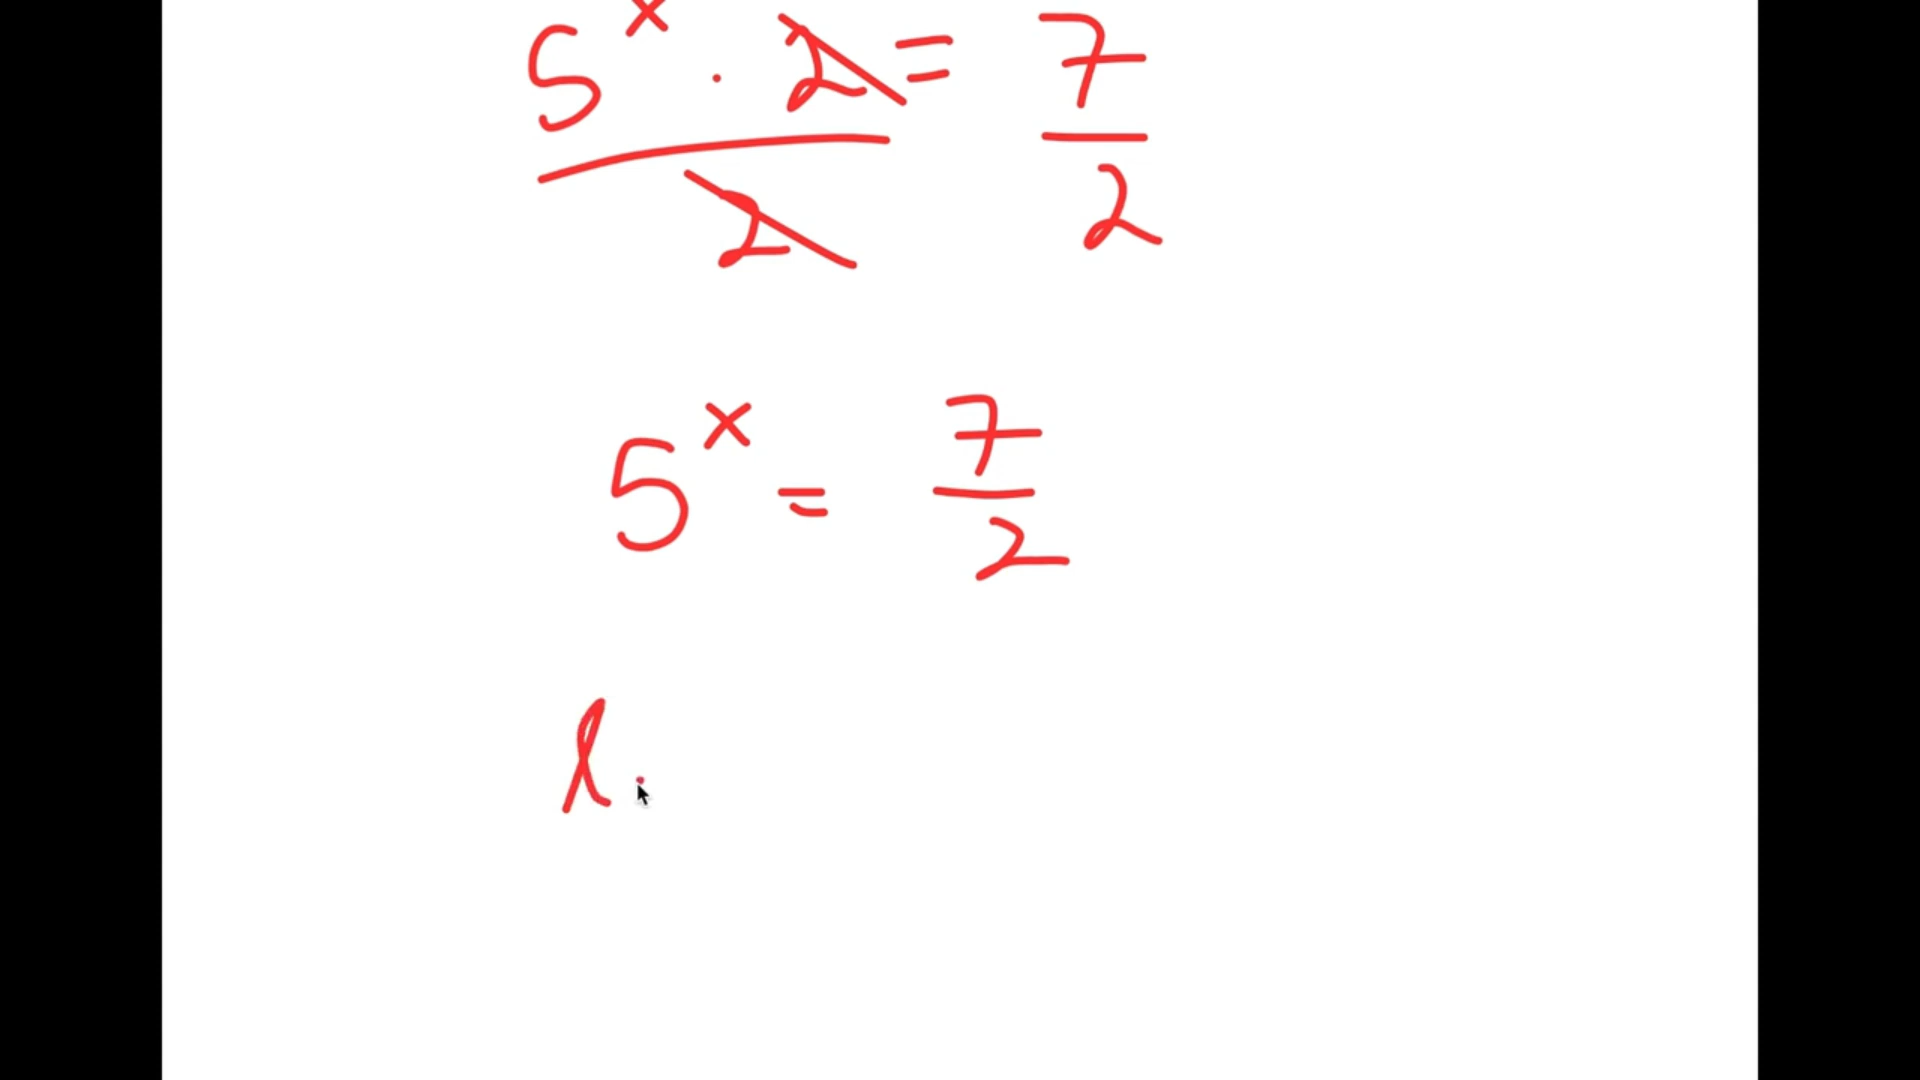 5^x · 2 / 2 = 7/2
5^x = 7/2
l